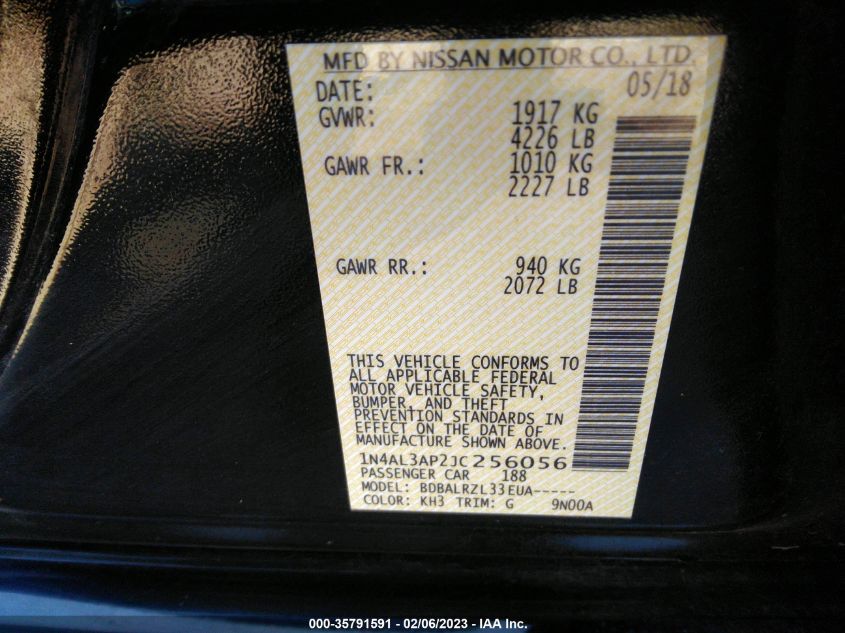 MFD BY NISSAN MOTOR CO., LTD.
DATE: 05/18
GVWR: 1917 KG
4226 LB
GAWR FR.: 1010 KG
2227 LB
GAWR RR.: 940 KG
2072 LB
THIS VEHICLE CONFORMS TO
ALL APPLICABLE FEDERAL
MOTOR VEHICLE SAFETY,
BUMPER, AND THEFT
PREVENTION STANDARDS IN
EFFECT ON THE DATE OF
MANUFACTURE SHOWN ABOVE.
1N4AL3AP2JC256056
PASSENGER CAR 188
MODEL: BDBALRZL33EUA-----
COLOR: KH3 TRIM: G 9N00A
000-35791591 / 02/06/2023 - IAA Inc.